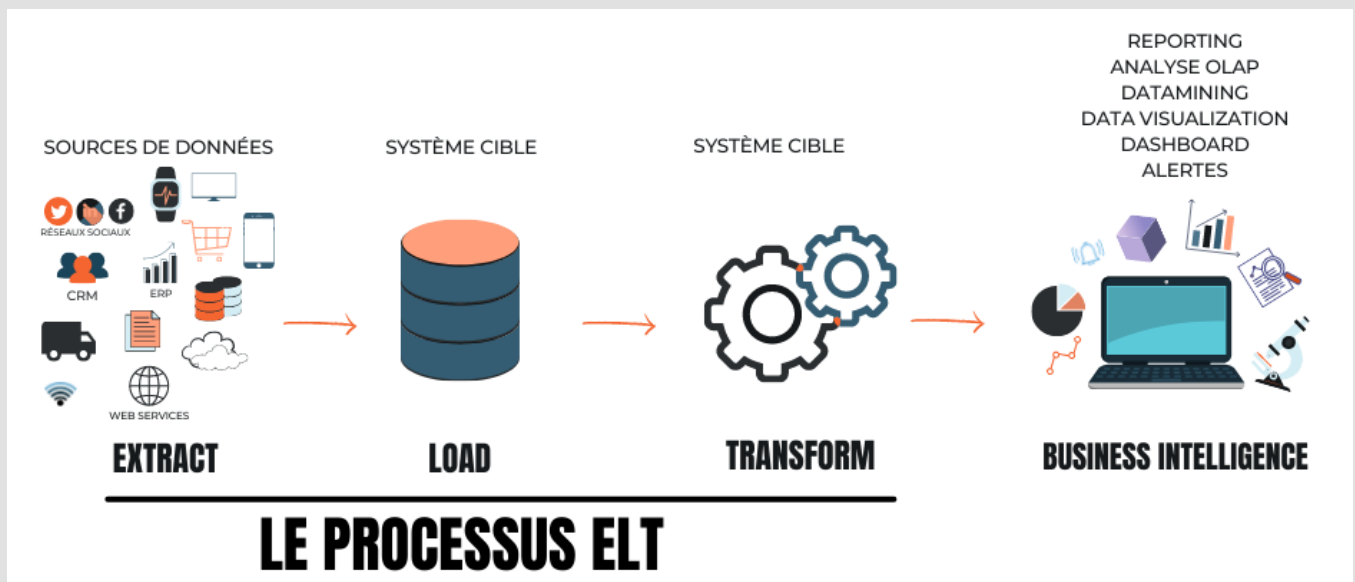 REPORTING
ANALYSE OLAP
DATAMINING
DATA VISUALIZATION
DASHBOARD
ALERTES
SOURCES DE DONNÉES
SYSTÈME CIBLE
SYSTÈME CIBLE
RÉSEAUX SOCIAUX
CRM
ERP
WEB SERVICES
EXTRACT
LOAD
TRANSFORM
BUSINESS INTELLIGENCE
LE PROCESSUS ELT